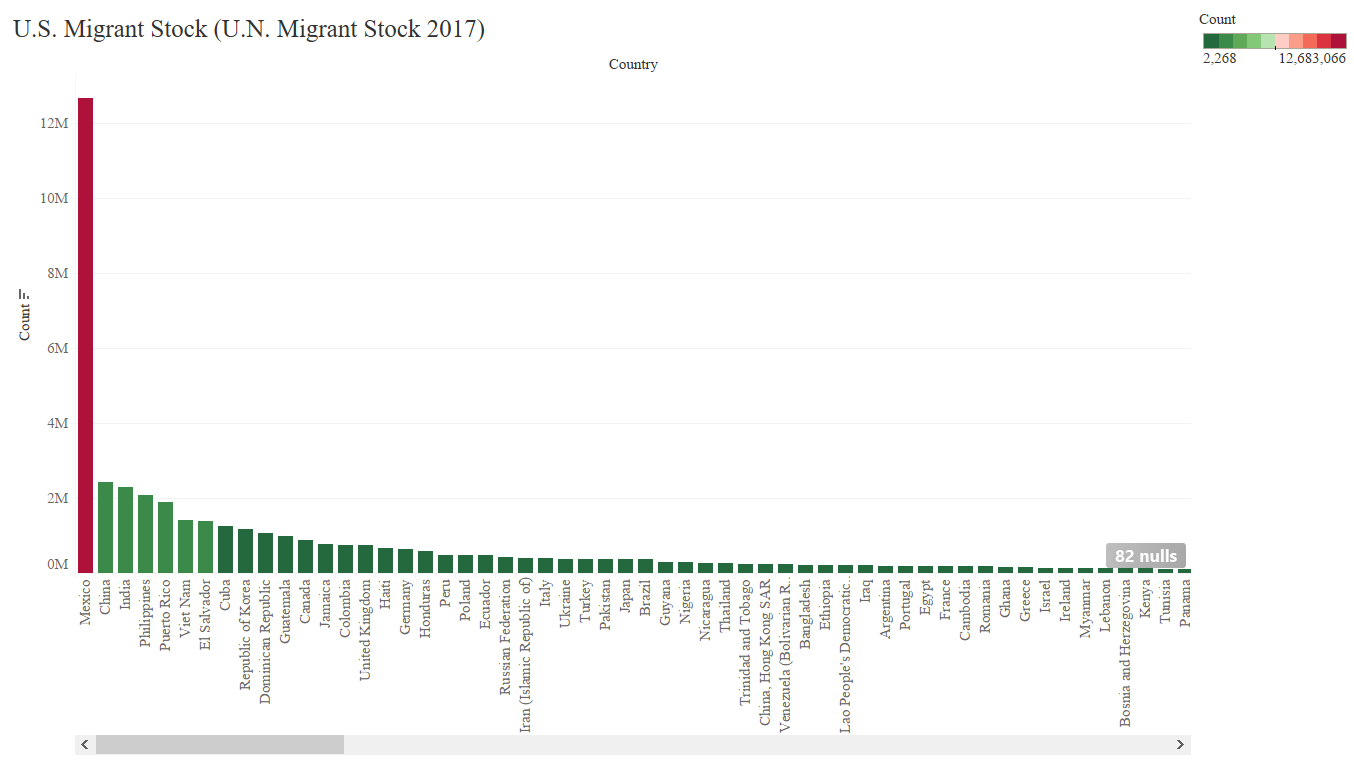 U.S. Migrant Stock (U.N. Migrant Stock 2017)
Count
2,268
12,683,066
Country
Count
12M
10M
8M
6M
4M
2M
0M
82 nulls
Mexico
China
India
Philippines
Puerto Rico
Viet Nam
El Salvador
Cuba
Republic of Korea
Dominican Republic
Guatemala
Canada
Jamaica
Colombia
United Kingdom
Haiti
Germany
Honduras
Peru
Poland
Ecuador
Russian Federation
Iran (Islamic Republic of)
Italy
Ukraine
Turkey
Pakistan
Japan
Brazil
Guyana
Nigeria
Nicaragua
Thailand
Trinidad and Tobago
China, Hong Kong SAR
Venezuela (Bolivarian R..
Bangladesh
Ethiopia
Lao People's Democratic..
Iraq
Argentina
Portugal
Egypt
France
Cambodia
Romania
Ghana
Greece
Israel
Ireland
Myanmar
Lebanon
Bosnia and Herzegovina
Kenya
Tunisia
Panama